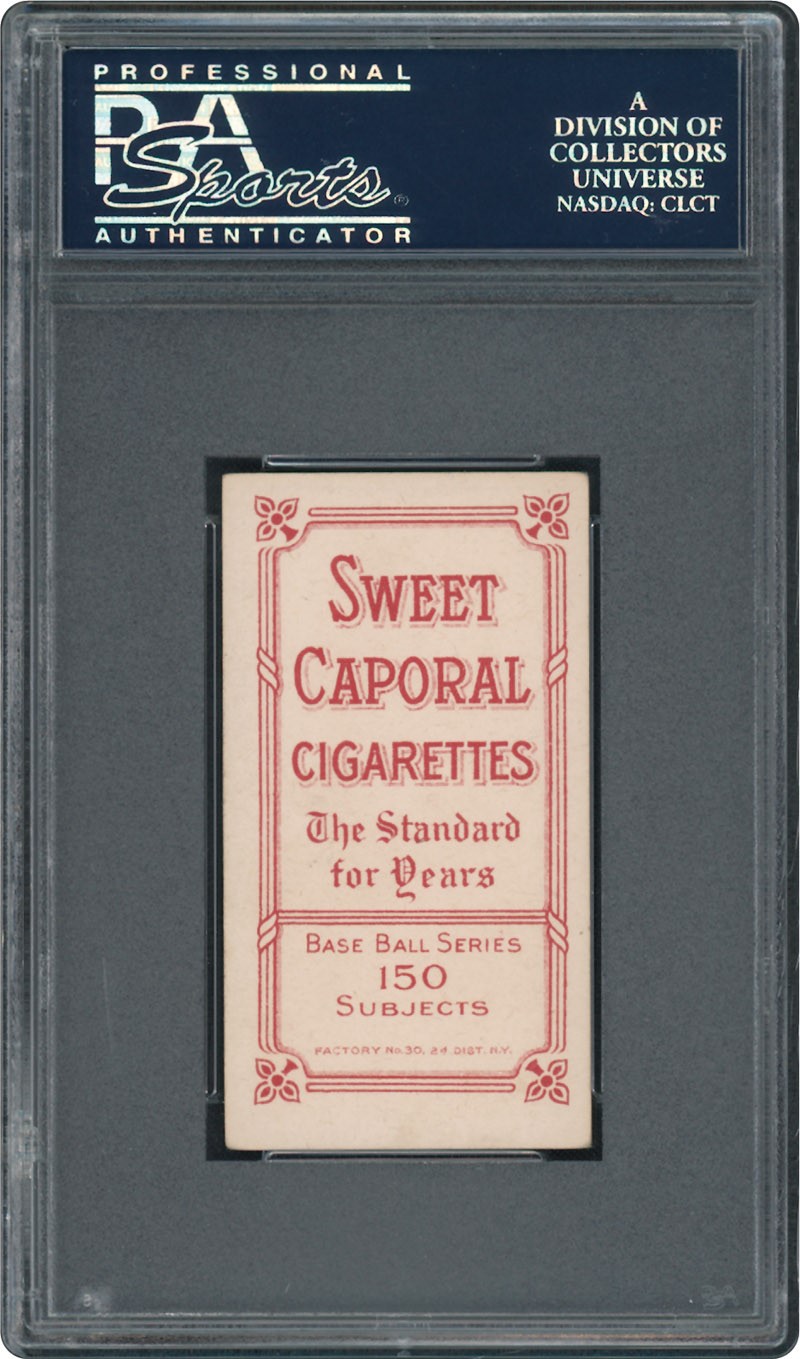 PROFESSIONAL
PSA
Sports
AUTHENTICATOR
A
DIVISION OF
COLLECTORS
UNIVERSE
NASDAQ: CLCT
SWEET
CAPORAL
CIGARETTES
The Standard
for Years
BASE BALL SERIES
150
SUBJECTS
FACTORY No. 30, 2d DIST. N.Y.